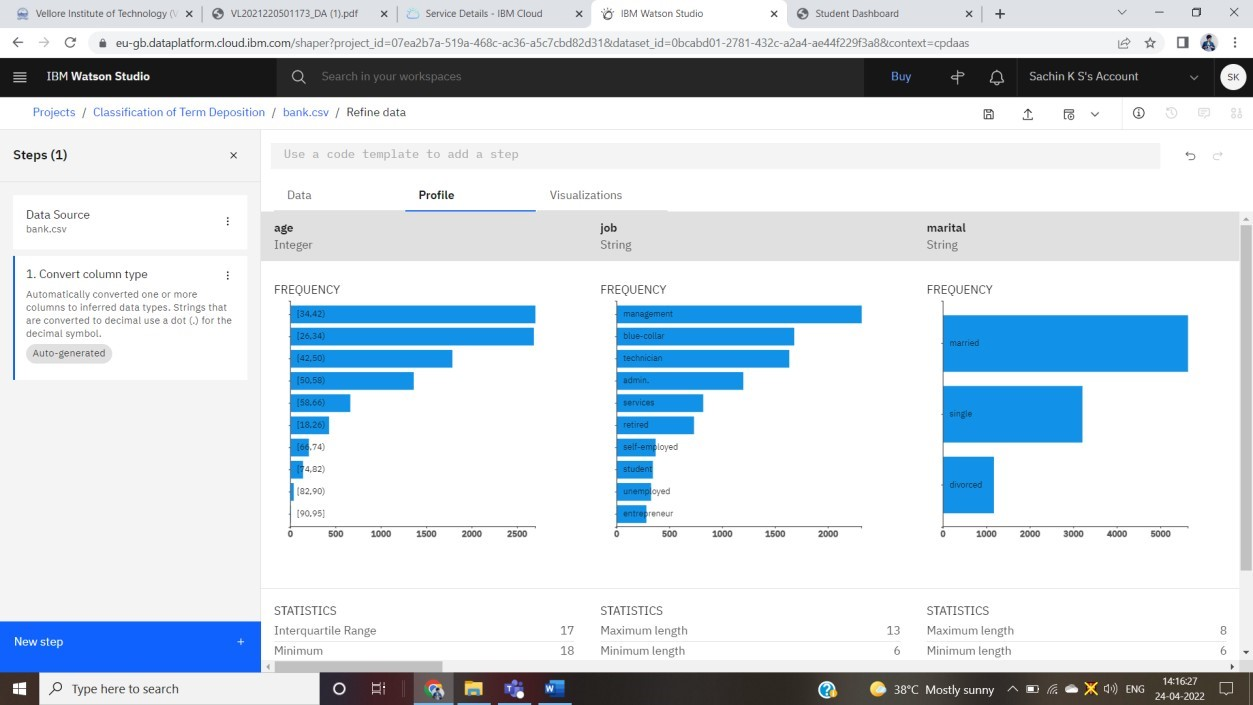 Vellore Institute of Technology (V
VL2021220501173_DA (1).pdf
Service Details - IBM Cloud
IBM Watson Studio
Student Dashboard
eu-gb.dataplatform.cloud.ibm.com/shaper?project_id=07ea2b7a-519a-468c-ac36-a5c7cbd82d31&dataset_id=0bcabd01-2781-432c-a2a4-ae44f229f3a8&context=cpdaas
IBM Watson Studio
Search in your workspaces
Buy
Sachin K S's Account
SK
Projects / Classification of Term Deposition / bank.csv / Refine data
Steps (1)
Data Source
bank.csv
1. Convert column type
Automatically converted one or more
columns to inferred data types. Strings that
are converted to decimal use a dot (.) for the
decimal symbol.
Auto-generated
New step +
Use a code template to add a step
Data Profile Visualizations
age
Integer
FREQUENCY
[34,42)
[26,34)
[42,50)
[50,58)
[58,66)
[18,26)
[66,74)
[74,82)
[82,90)
[90,95]
0 500 1000 1500 2000 2500
STATISTICS
Interquartile Range 17
Minimum 18
job
String
FREQUENCY
management
blue-collar
technician
admin.
services
retired
self-employed
student
unemployed
entrepreneur
0 500 1000 1500 2000
STATISTICS
Maximum length 13
Minimum length 6
marital
String
FREQUENCY
married
single
divorced
0 1000 2000 3000 4000 5000
STATISTICS
Maximum length 8
Minimum length 6
Type here to search
38°C Mostly sunny
ENG
14:16:27
24-04-2022